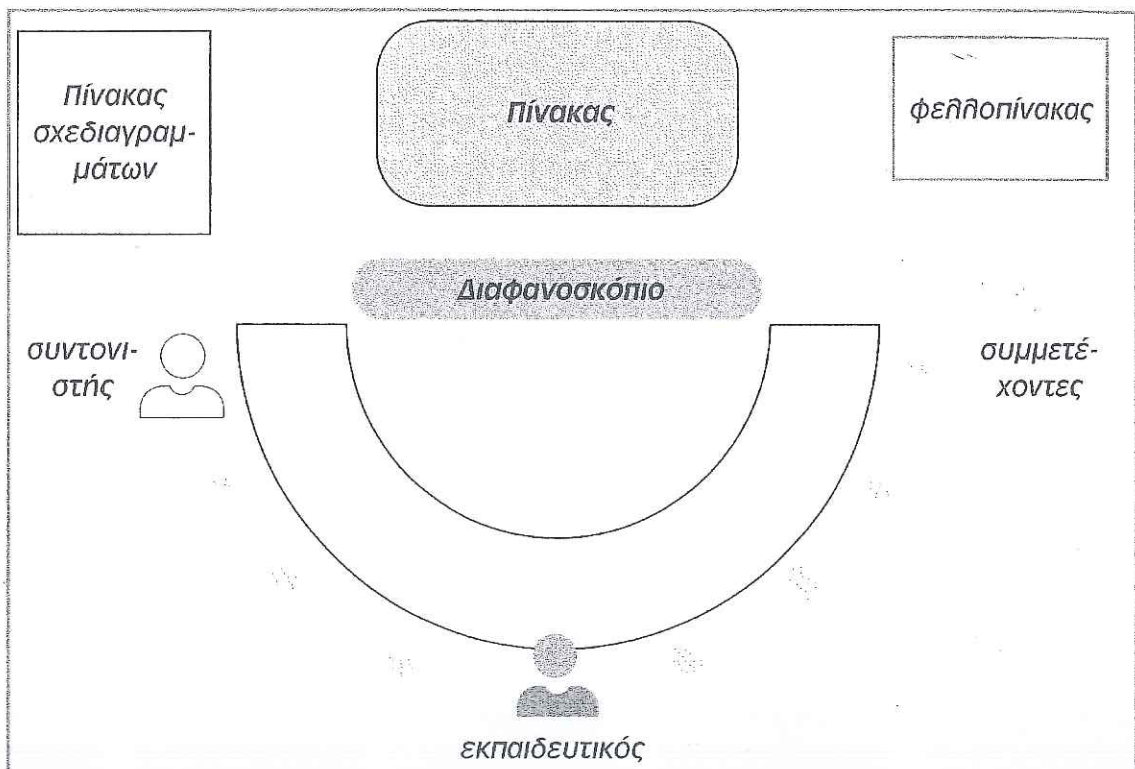 Πίνακας
σχεδιαγραμ-
μάτων
Πίνακας
φελλοπίνακας
Διαφανοσκόπιο
συντονι-
στής
συμμετέ-
χοντες
εκπαιδευτικός